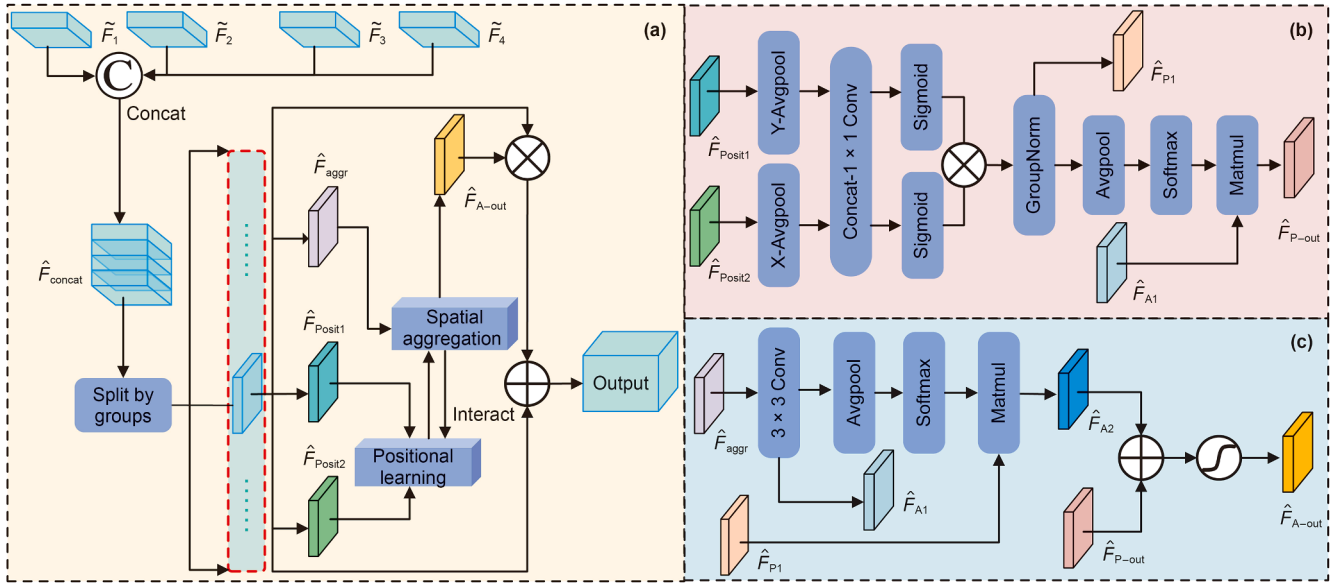 (a)
F̃₁
F̃₂
F̃₃
F̃₄
C
Concat
F̂concat
Split by
groups
F̂aggr
F̂Posit1
F̂Posit2
F̂A−out
Spatial
aggregation
Interact
Positional
learning
Output
(b)
F̂Posit1
F̂Posit2
Y-Avgpool
X-Avgpool
Concat-1 × 1 Conv
Sigmoid
Sigmoid
GroupNorm
F̂P1
Avgpool
Softmax
Matmul
F̂A1
F̂P−out
(c)
F̂aggr
3 × 3 Conv
Avgpool
Softmax
Matmul
F̂A1
F̂P1
F̂A2
F̂P−out
F̂A−out